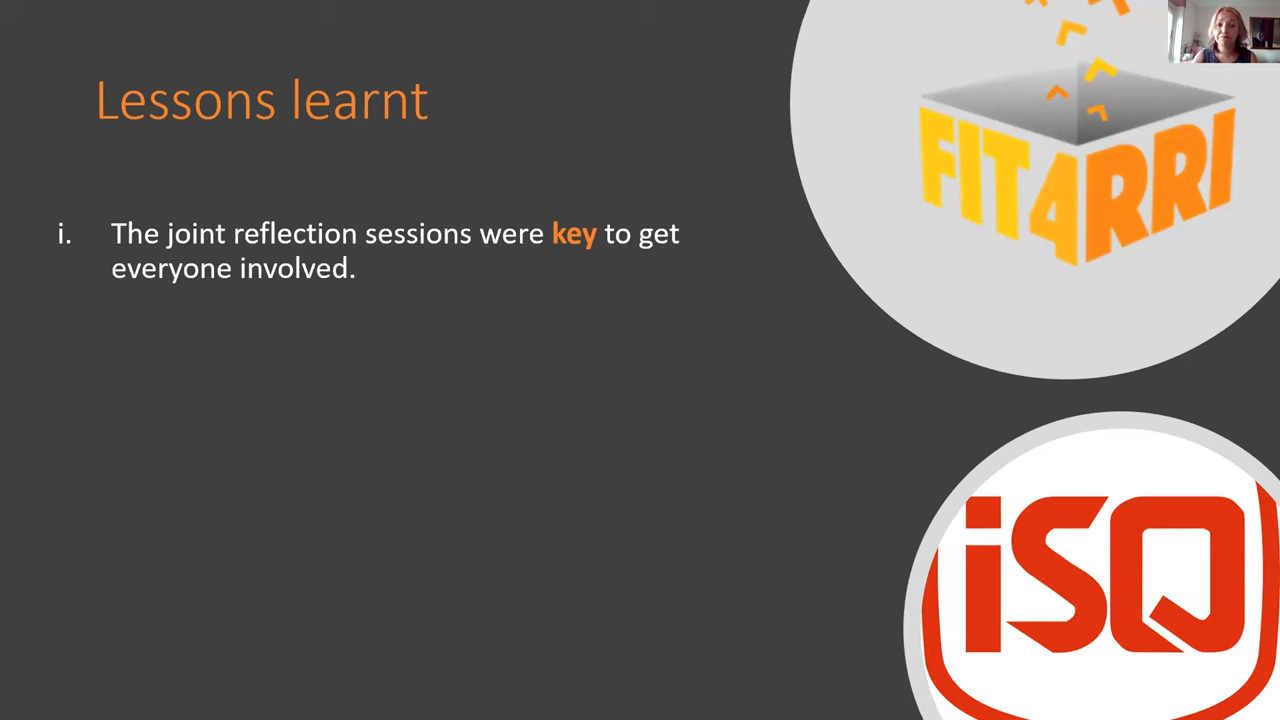 Lessons learnt
i. The joint reflection sessions were key to get
everyone involved.
FIT4RRI
iSQ